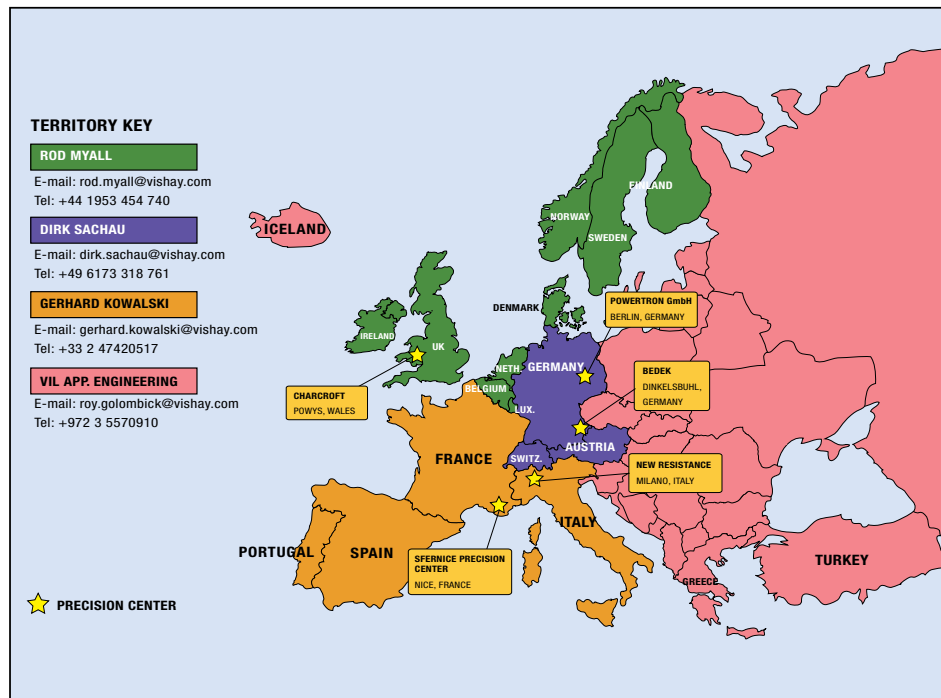 TERRITORY KEY
ROD MYALL
E-mail: rod.myall@vishay.com
Tel: +44 1953 454 740
DIRK SACHAU
E-mail: dirk.sachau@vishay.com
Tel: +49 6173 318 761
GERHARD KOWALSKI
E-mail: gerhard.kowalski@vishay.com
Tel: +33 2 47420517
VIL APP. ENGINEERING
E-mail: roy.golombick@vishay.com
Tel: +972 3 5570910
PRECISION CENTER
ICELAND
NORWAY
SWEDEN
FINLAND
DENMARK
IRELAND
UK
NETH.
BELGIUM
LUX.
GERMANY
POWERTRON GmbH
BERLIN, GERMANY
BEDEK
DINKELSBUHL,
GERMANY
CHARCROFT
POWYS, WALES
AUSTRIA
SWITZ.
FRANCE
NEW RESISTANCE
MILANO, ITALY
ITALY
PORTUGAL
SPAIN
SFERNICE PRECISION
CENTER
NICE, FRANCE
GREECE
TURKEY